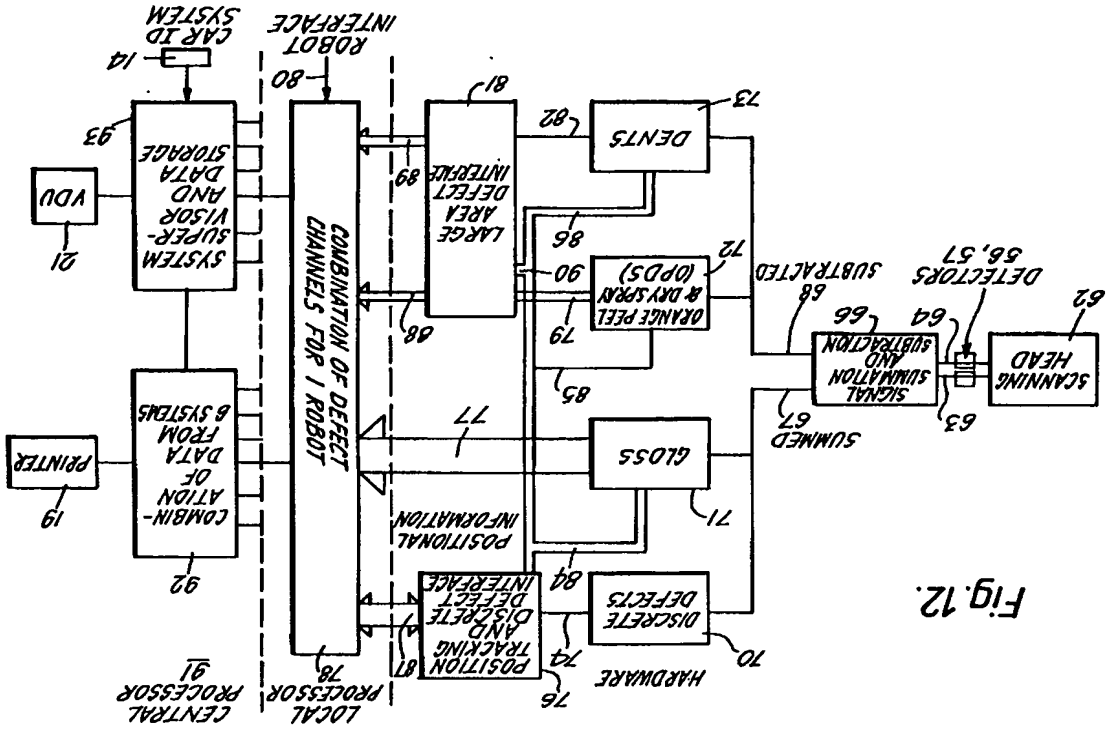 Fig.12.
HARDWARE
LOCAL
PROCESSOR
CENTRAL
PROCESSOR
91
70
DISCRETE
DEFECTS
74
76
POSITION
TRACKING
AND
DISCRETE
DEFECT
INTERFACE
87
78
84
POSITIONAL
INFORMATION
71
GLOSS
77
92
COMBIN-
ATION
OF
DATA
FROM
6 SYSTEMS
19
PRINTER
62
SCANNING
HEAD
63
64
DETECTORS
56, 57
66
SIGNAL
SUMMATION
AND
SUBTRACTION
SUMMED
67
68
SUBTRACTED
85
72
ORANGE PEEL
& DRY SPRAY
(OPDS)
79
90
88
86
73
DENTS
82
81
LARGE
AREA
DEFECT
INTERFACE
89
COMBINATION OF DEFECT
CHANNELS FOR 1 ROBOT
80
ROBOT
INTERFACE
SYSTEM
SUPER-
VISOR
AND
DATA
STORAGE
93
21
VDU
14
CAR ID
SYSTEM